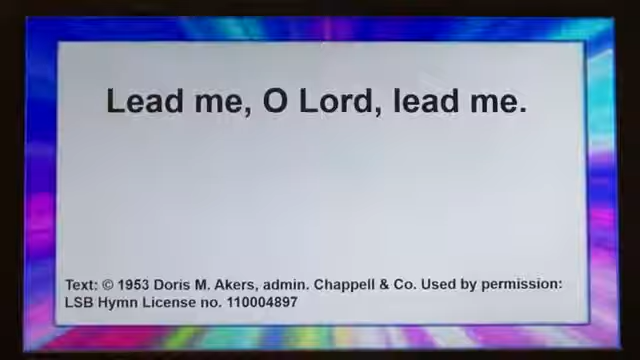 Lead me, O Lord, lead me.
Text: © 1953 Doris M. Akers, admin. Chappell & Co. Used by permission:
LSB Hymn License no. 110004897